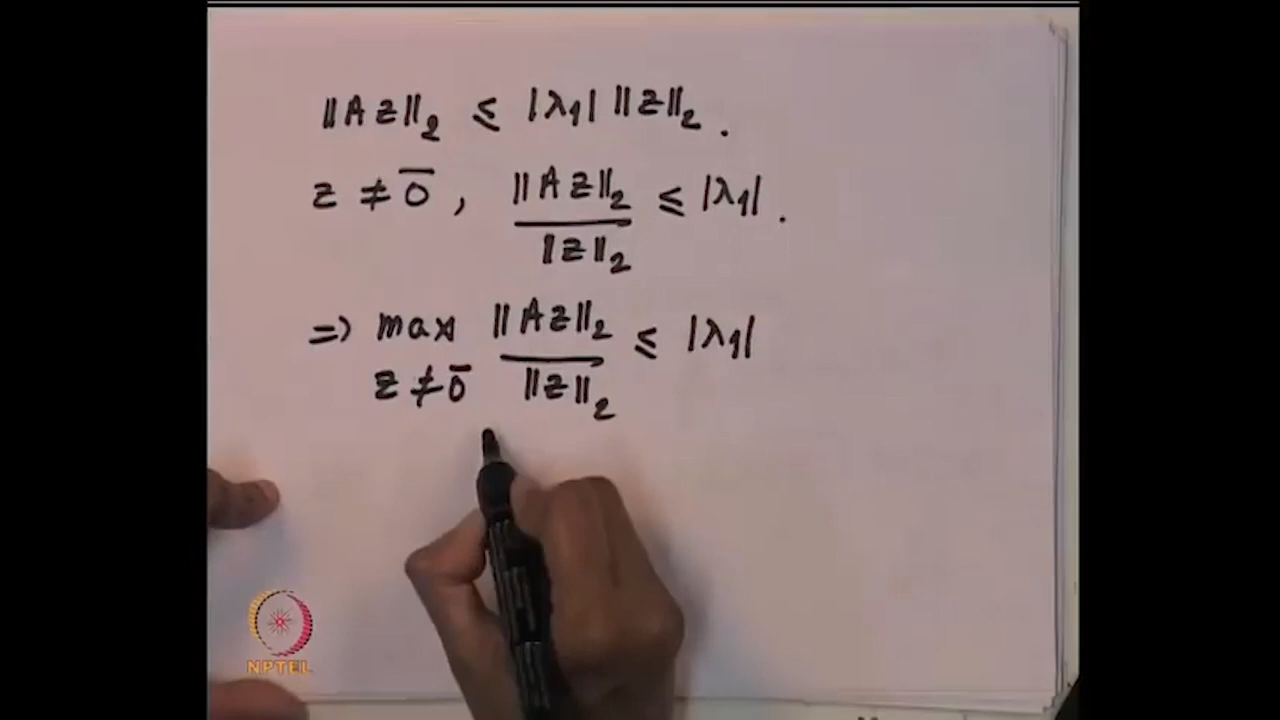 ‖Az‖₂ ≤ |λ₁| ‖z‖₂ .
z ≠ 0̅ , ‖Az‖₂ / ‖z‖₂ ≤ |λ₁| .
⇒ max z ≠ 0̅ ‖Az‖₂ / ‖z‖₂ ≤ |λ₁|
NPTEL